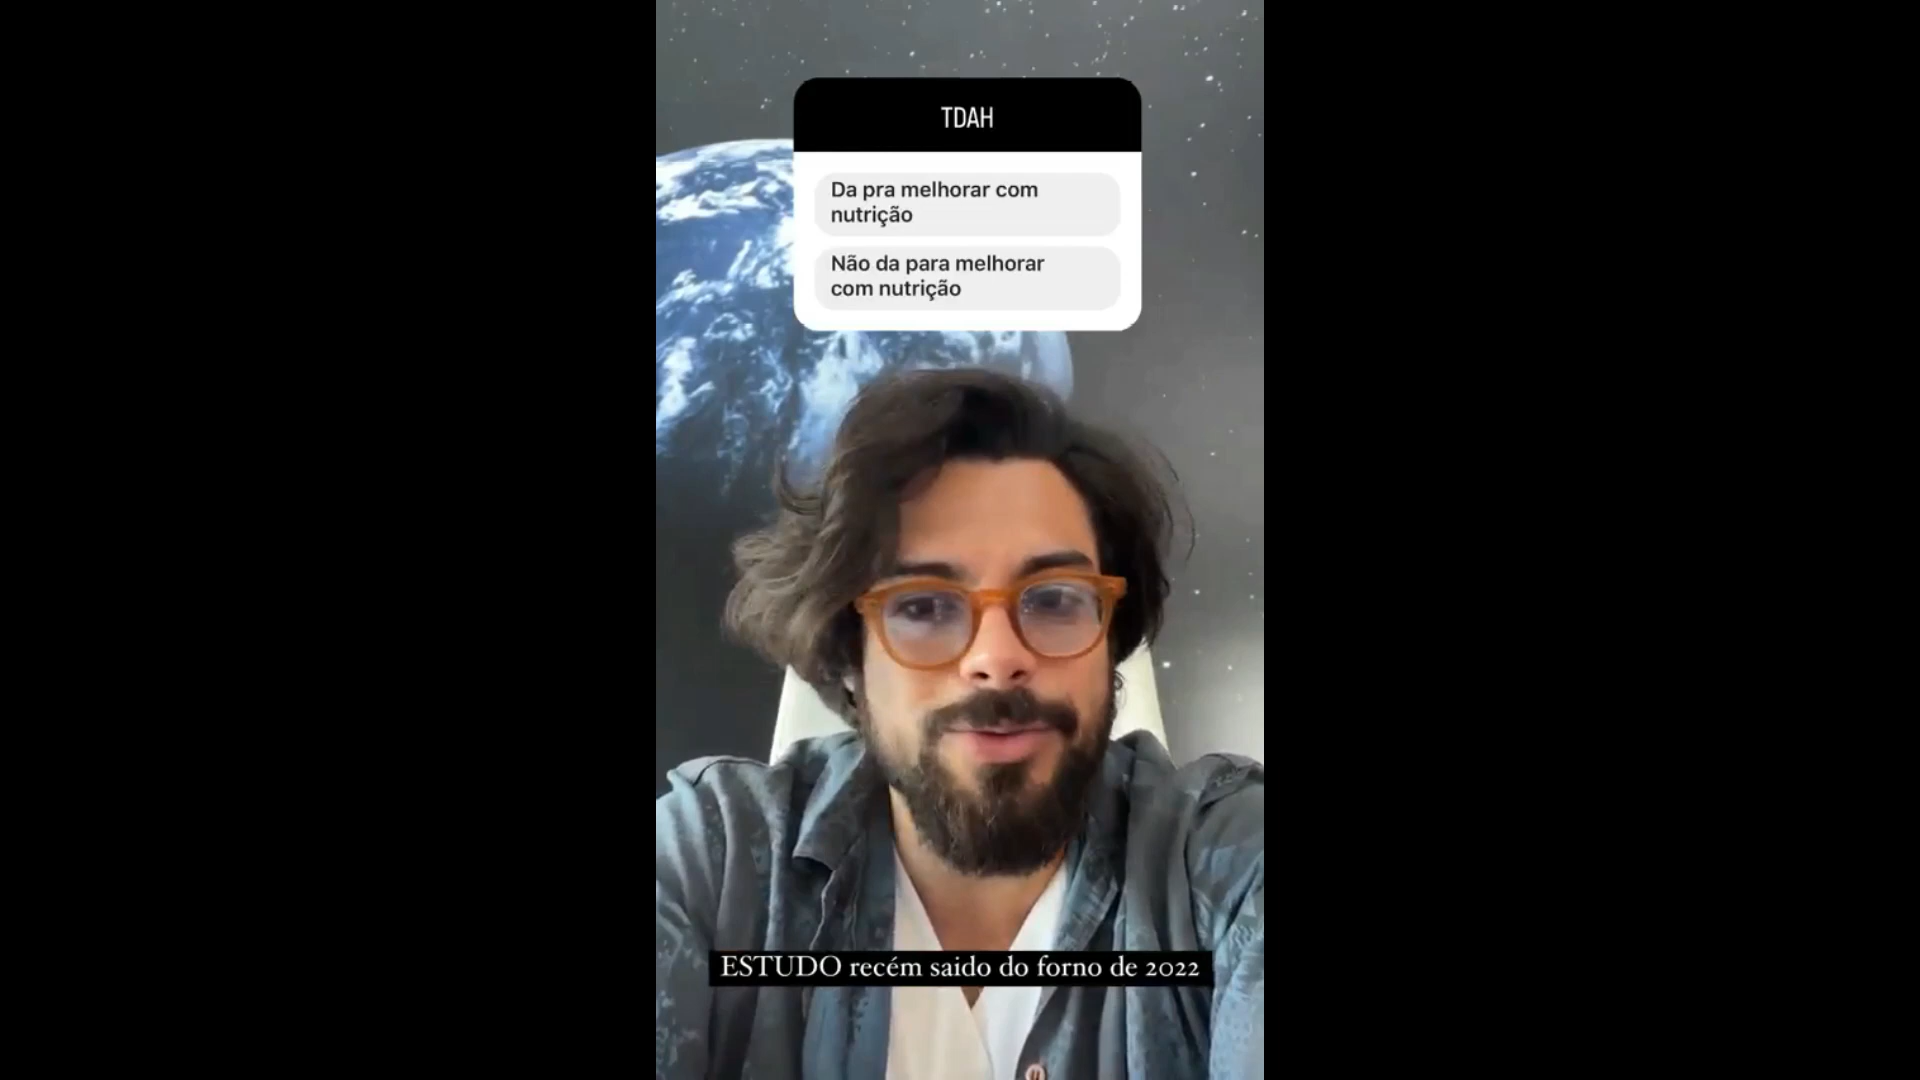 TDAH
Da pra melhorar com
nutrição
Não da para melhorar
com nutrição
ESTUDO recém saido do forno de 2022